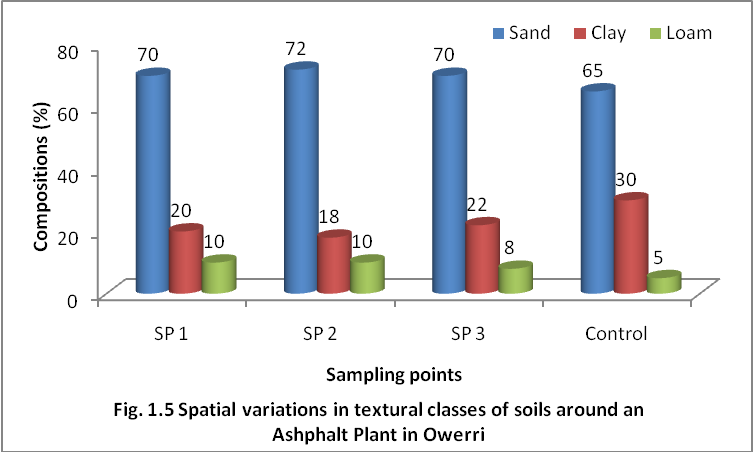 Sand Clay Loam
80
60
40
20
0
Compositions (%)
70 20 10
72 18 10
70 22 8
65 30 5
SP 1 SP 2 SP 3 Control
Sampling points
Fig. 1.5 Spatial variations in textural classes of soils around an
Ashphalt Plant in Owerri